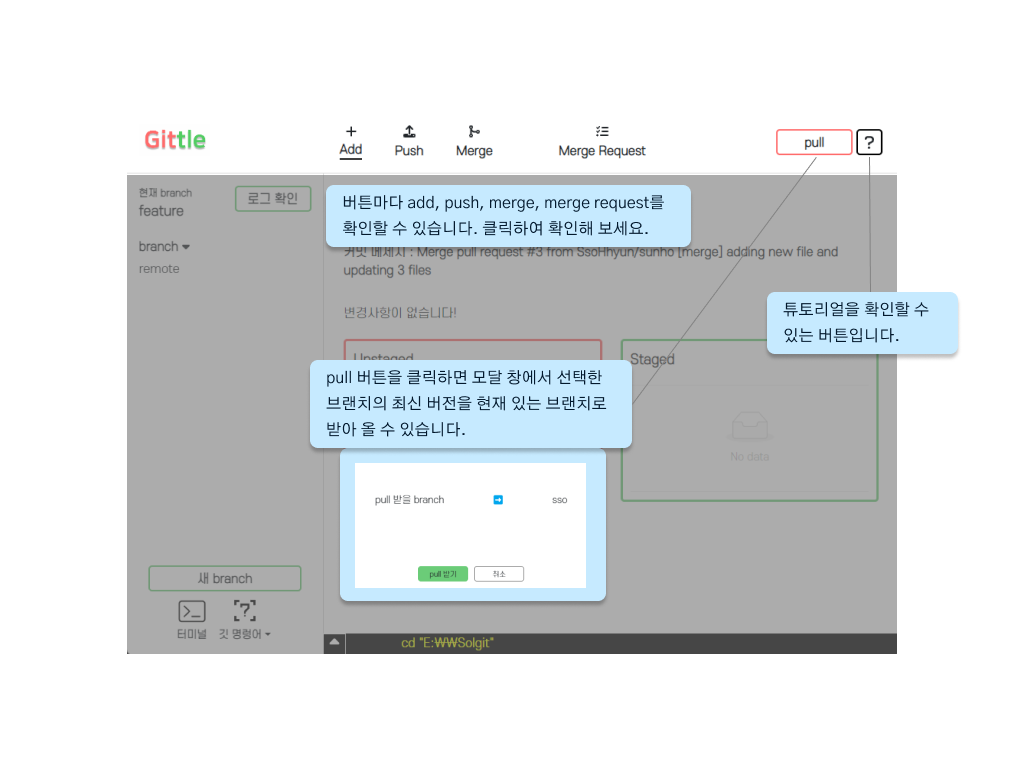 Gittle
Add
Push
Merge
Merge Request
pull
?
현재 branch
feature
로그 확인
branch
remote
버튼마다 add, push, merge, merge request를
확인할 수 있습니다. 클릭하여 확인해 보세요.
커밋 메세지 : Merge pull request #3 from SsoHhyun/sunho [merge] adding new file and
updating 3 files
변경사항이 없습니다!
튜토리얼을 확인할 수
있는 버튼입니다.
Unstaged
Staged
pull 버튼을 클릭하면 모달 창에서 선택한
브랜치의 최신 버전을 현재 있는 브랜치로
받아 올 수 있습니다.
No data
pull 받을 branch
sso
pull 받기
취소
새 branch
터미널
깃 명령어
cd "E:₩₩Solgit"